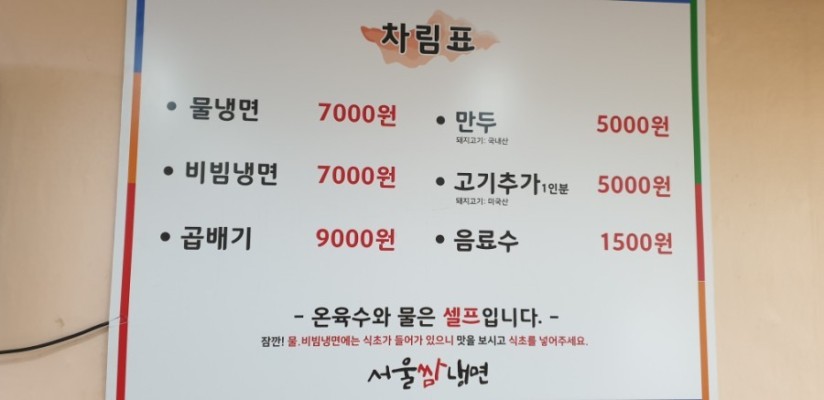 차림표
물냉면 7000원
비빔냉면 7000원
곱배기 9000원
만두 5000원
돼지고기: 국내산
고기추가1인분 5000원
돼지고기: 미국산
음료수 1500원
- 온육수와 물은 셀프입니다. -
잠깐! 물.비빔냉면에는 식초가 들어가 있으니 맛을 보시고 식초를 넣어주세요.
서울쌈냉면